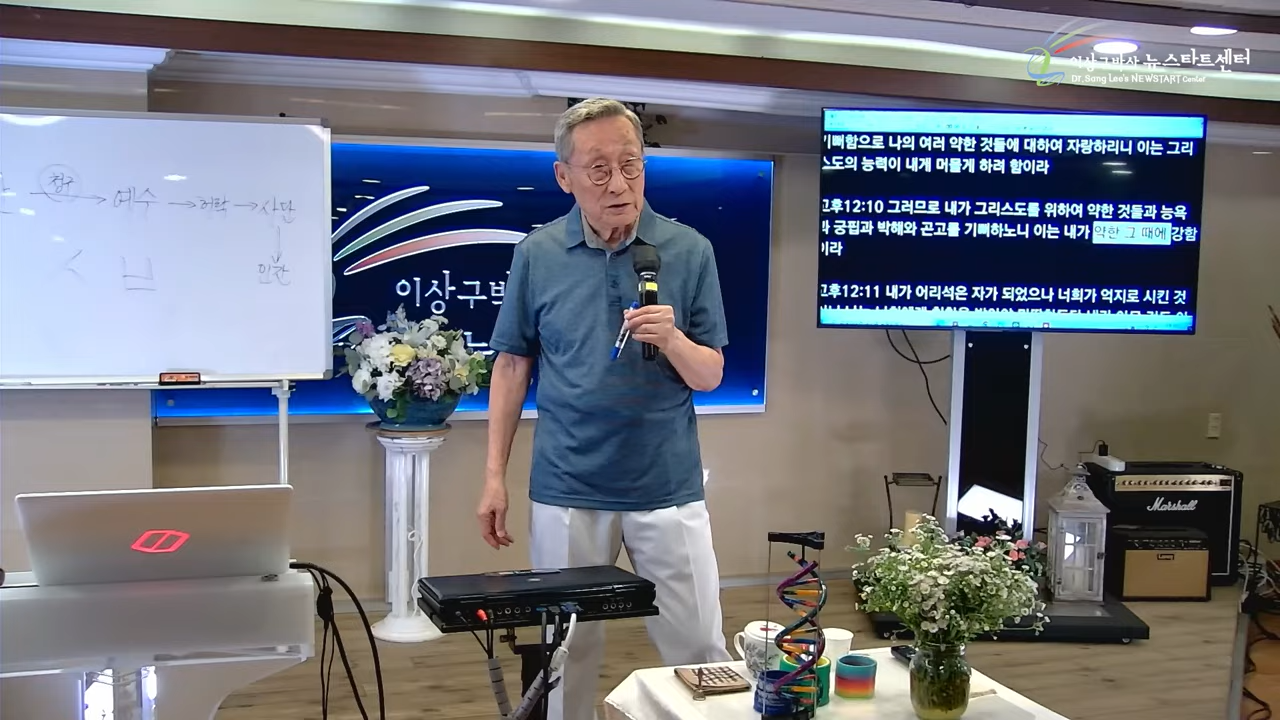 이상구박사 뉴스타트센터
Dr. Sang Lee's NEWSTART Center
청구
예수 → 허락 → 사단
인간
이상구박
기뻐함으로 나의 여러 약한 것들에 대하여 자랑하리니 이는 그리
스도의 능력이 내게 머물게 하려 함이라
고후12:10 그러므로 내가 그리스도를 위하여 약한 것들과 능욕
과 궁핍과 박해와 곤고를 기뻐하노니 이는 내가 약한 그 때에 강함
이라
고후12:11 내가 어리석은 자가 되었으나 너희가 억지로 시킨 것
Marshall
Laney